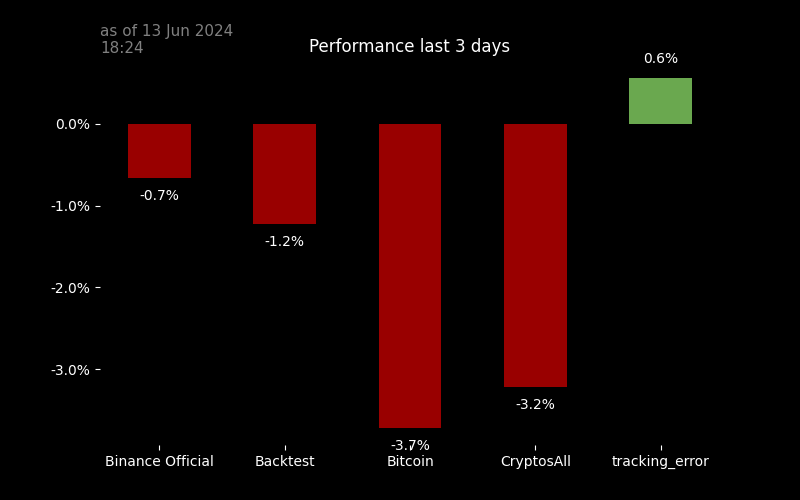 as of 13 Jun 2024
18:24
Performance last 3 days
0.6%
0.0%
-0.7%
-1.0%
-1.2%
-2.0%
-3.0%
-3.2%
-3.7%
Binance Official
Backtest
Bitcoin
CryptosAll
tracking_error